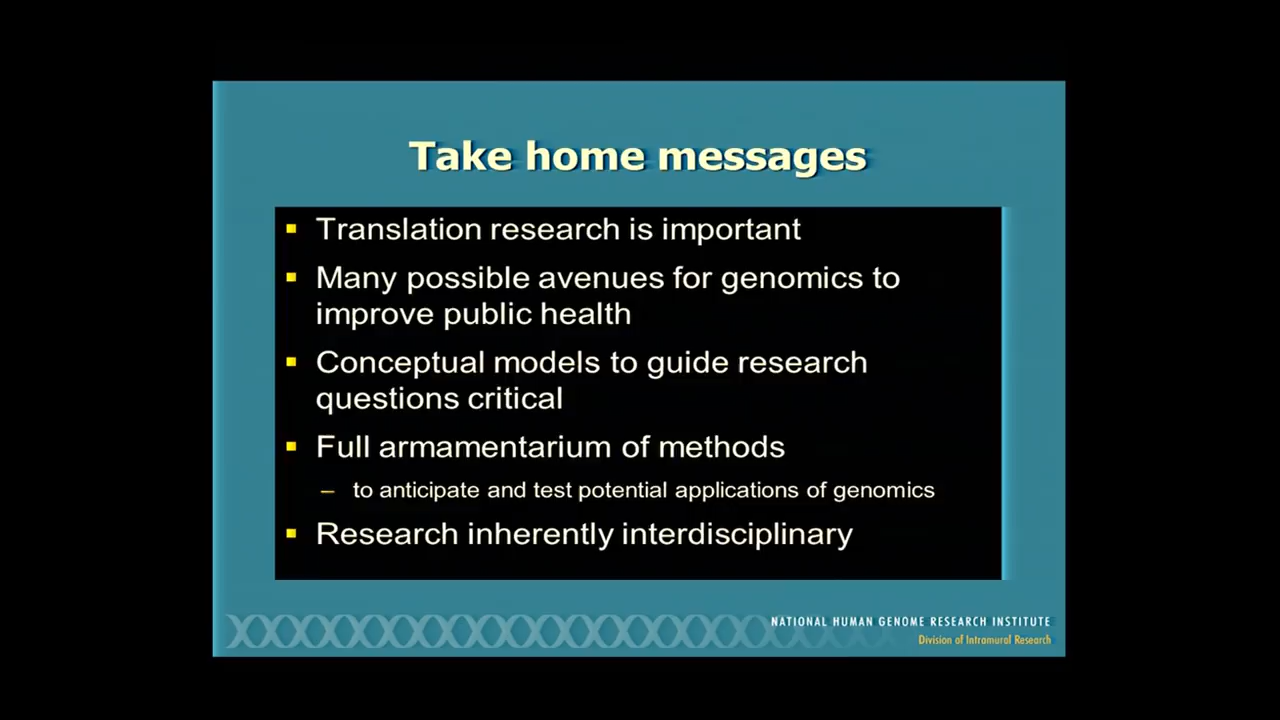 Take home messages
Translation research is important
Many possible avenues for genomics to
improve public health
Conceptual models to guide research
questions critical
Full armamentarium of methods
– to anticipate and test potential applications of genomics
Research inherently interdisciplinary
NATIONAL HUMAN GENOME RESEARCH INSTITUTE
Division of Intramural Research